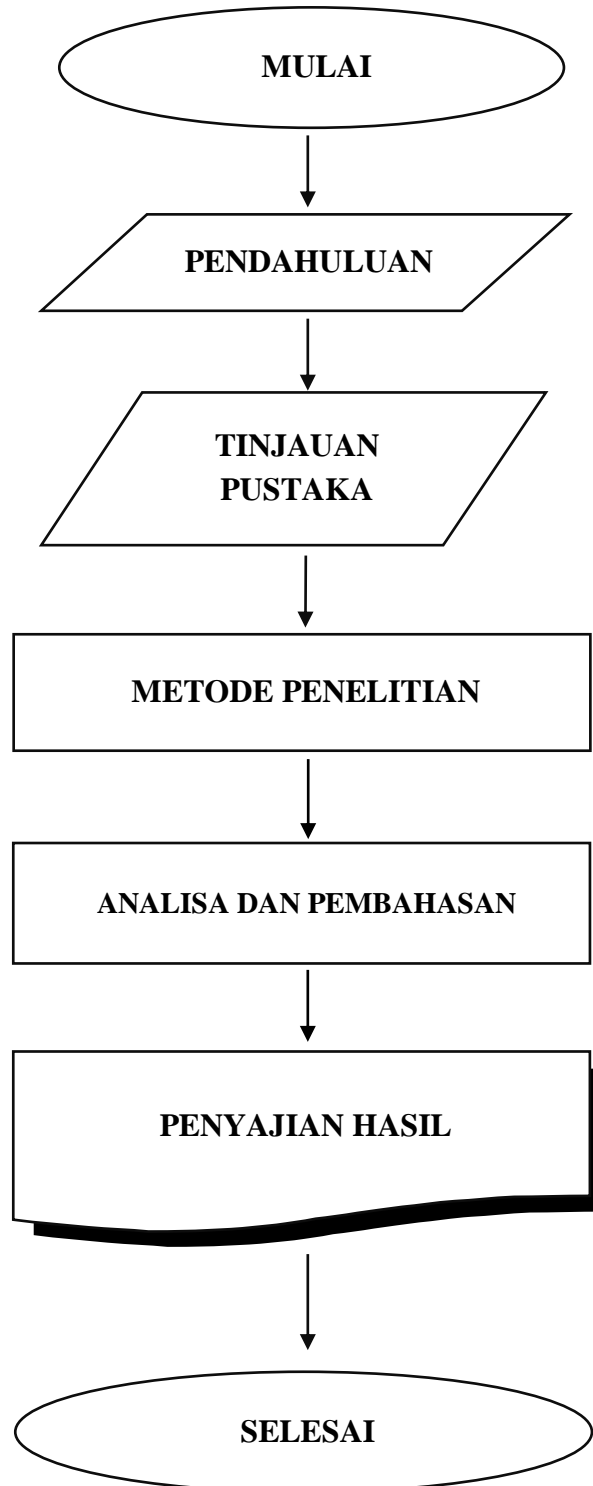 MULAI
PENDAHULUAN
TINJAUAN
PUSTAKA
METODE PENELITIAN
ANALISA DAN PEMBAHASAN
PENYAJIAN HASIL
SELESAI